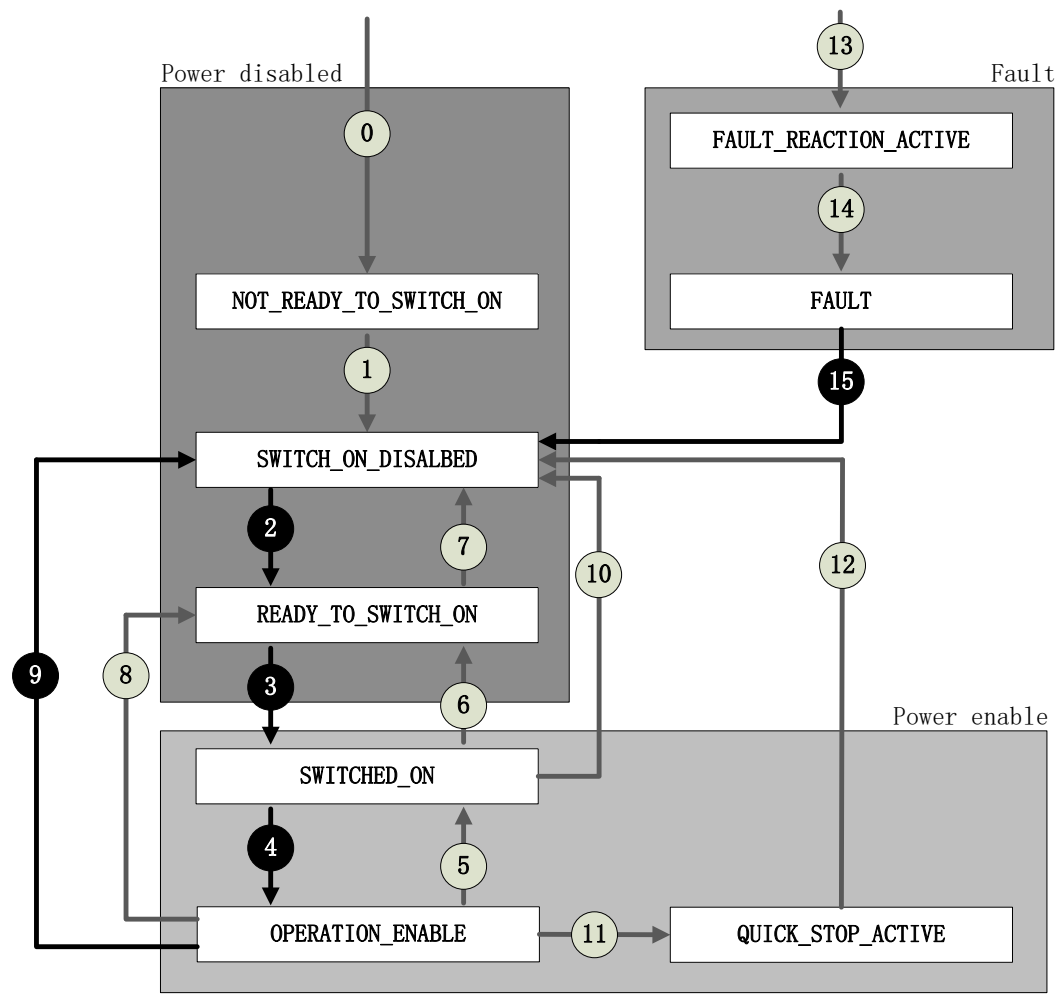 13
Power disabled
Fault
0
FAULT_REACTION_ACTIVE
14
NOT_READY_TO_SWITCH_ON
FAULT
1
15
SWITCH_ON_DISALBED
2
7
10
12
READY_TO_SWITCH_ON
9
8
3
6
Power enable
SWITCHED_ON
4
5
OPERATION_ENABLE
11
QUICK_STOP_ACTIVE